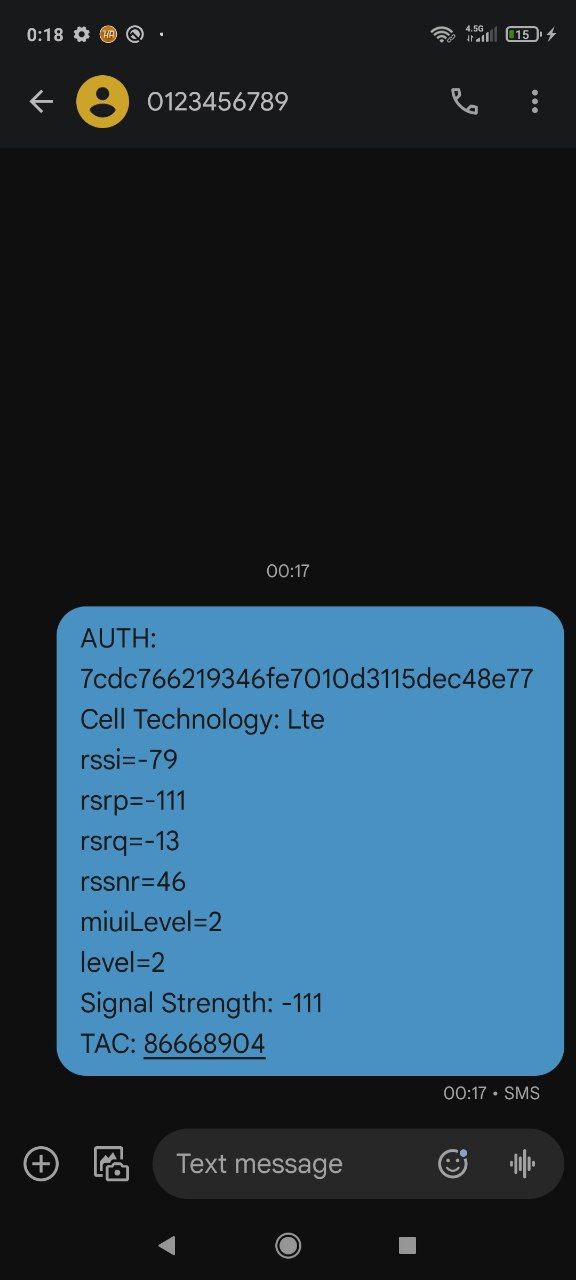 0:18
4.5G
15
0123456789
00:17
AUTH:
7cdc766219346fe7010d3115dec48e77
Cell Technology: Lte
rssi=-79
rsrp=-111
rsrq=-13
rssnr=46
miuiLevel=2
level=2
Signal Strength: -111
TAC: 86668904
00:17 • SMS
Text message